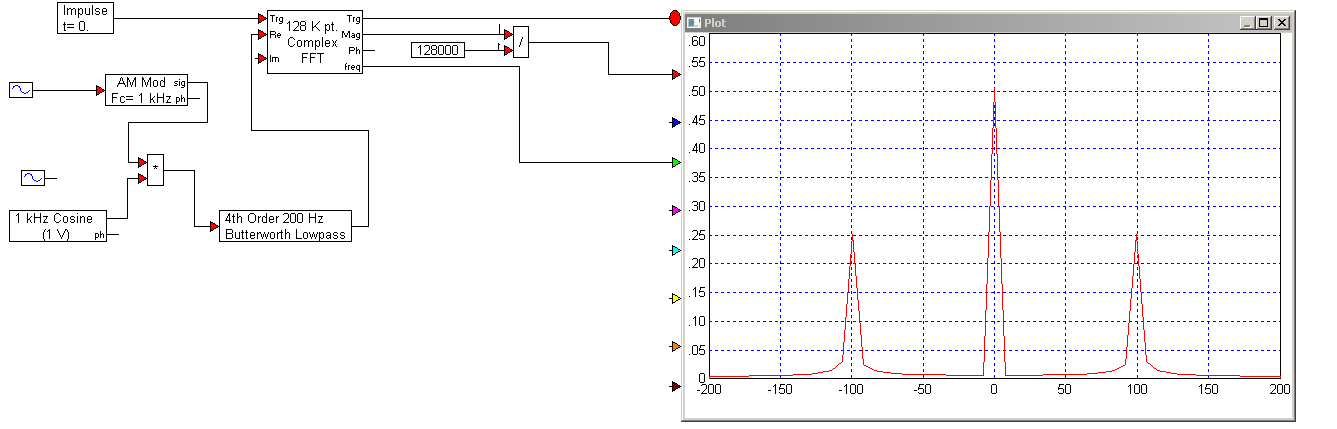 Impulse
t= 0.
Trg
Re
Im
128 K pt.
Complex
FFT
Trg
Mag
Ph
freq
128000
/
AM Mod
Fc= 1 kHz
sig
ph
*
1 kHz Cosine
(1 V)
ph
4th Order 200 Hz
Butterworth Lowpass
Plot
.60
.55
.50
.45
.40
.35
.30
.25
.20
.15
.10
.05
0
-200 -150 -100 -50 0 50 100 150 200